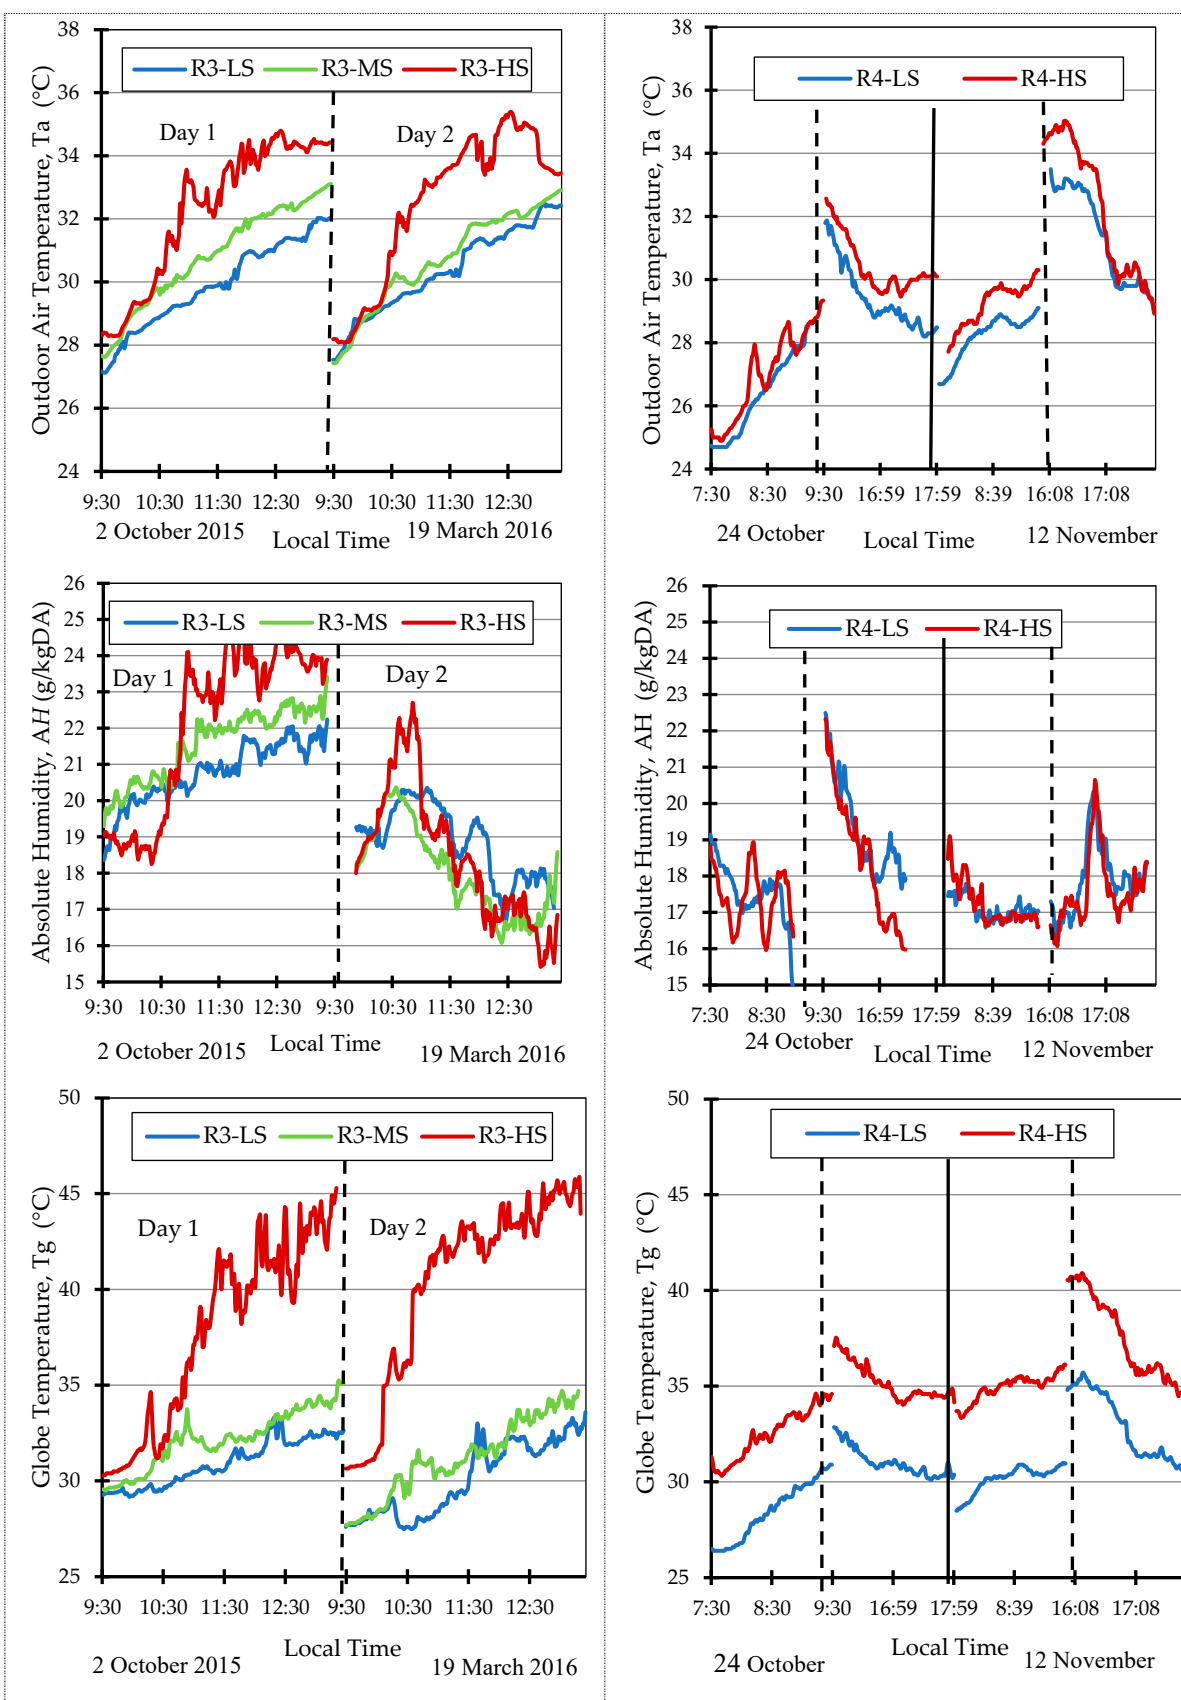 38
36
34
32
30
28
26
24
Outdoor Air Temperature, Ta (°C)
R3-LS R3-MS R3-HS
Day 1
Day 2
9:30 10:30 11:30 12:30 9:30 10:30 11:30 12:30
2 October 2015 Local Time 19 March 2016
38
36
34
32
30
28
26
24
Outdoor Air Temperature, Ta (°C)
R4-LS R4-HS
7:30 8:30 9:30 16:59 17:59 8:39 16:08 17:08
24 October Local Time 12 November
26
25
24
23
22
21
20
19
18
17
16
15
Absolute Humidity, AH (g/kgDA)
R3-LS R3-MS R3-HS
Day 1
Day 2
9:30 10:30 11:30 12:30 9:30 10:30 11:30 12:30
2 October 2015 Local Time 19 March 2016
26
25
24
23
22
21
20
19
18
17
16
15
Absolute Humidity, AH (g/kgDA)
R4-LS R4-HS
7:30 8:30 9:30 16:59 17:59 8:39 16:08 17:08
24 October Local Time 12 November
50
45
40
35
30
25
Globe Temperature, Tg (°C)
R3-LS R3-MS R3-HS
Day 1
Day 2
9:30 10:30 11:30 12:30 9:30 10:30 11:30 12:30
2 October 2015 Local Time 19 March 2016
50
45
40
35
30
25
Globe Temperature, Tg (°C)
R4-LS R4-HS
7:30 8:30 9:30 16:59 17:59 8:39 16:08 17:08
24 October Local Time 12 November